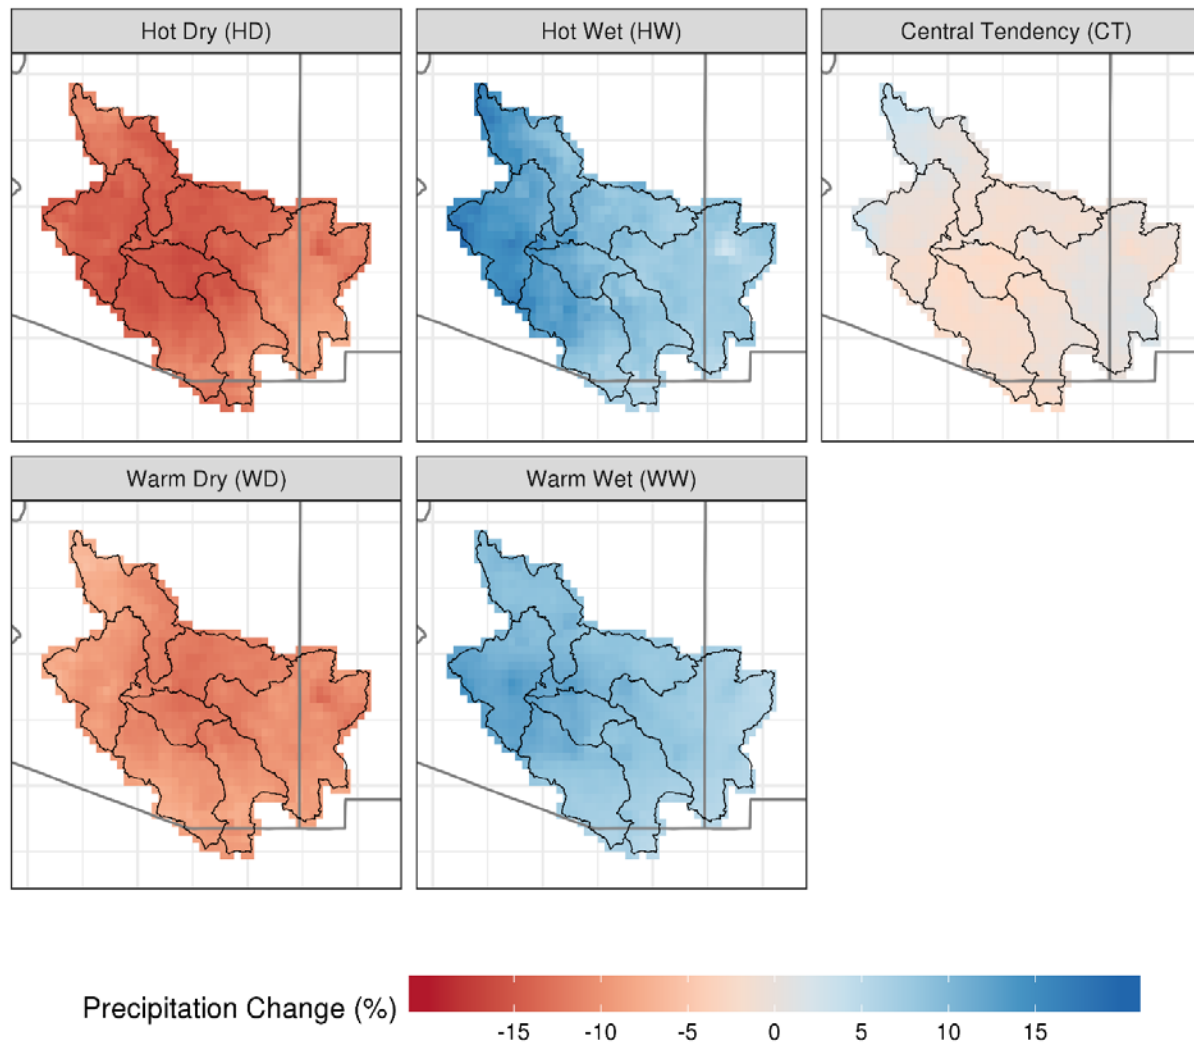 Hot Dry (HD)
Hot Wet (HW)
Central Tendency (CT)
Warm Dry (WD)
Warm Wet (WW)
Precipitation Change (%)
-15 -10 -5 0 5 10 15